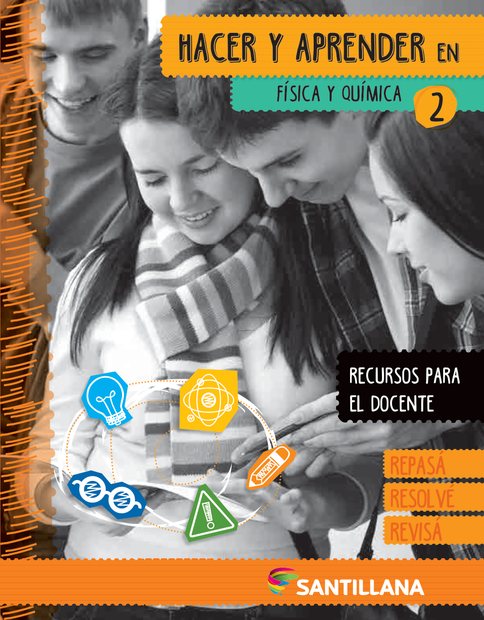 HACER Y APRENDER EN
FÍSICA Y QUÍMICA 2
RECURSOS PARA
EL DOCENTE
REPASÁ
RESOLVÉ
REVISÁ
SANTILLANA